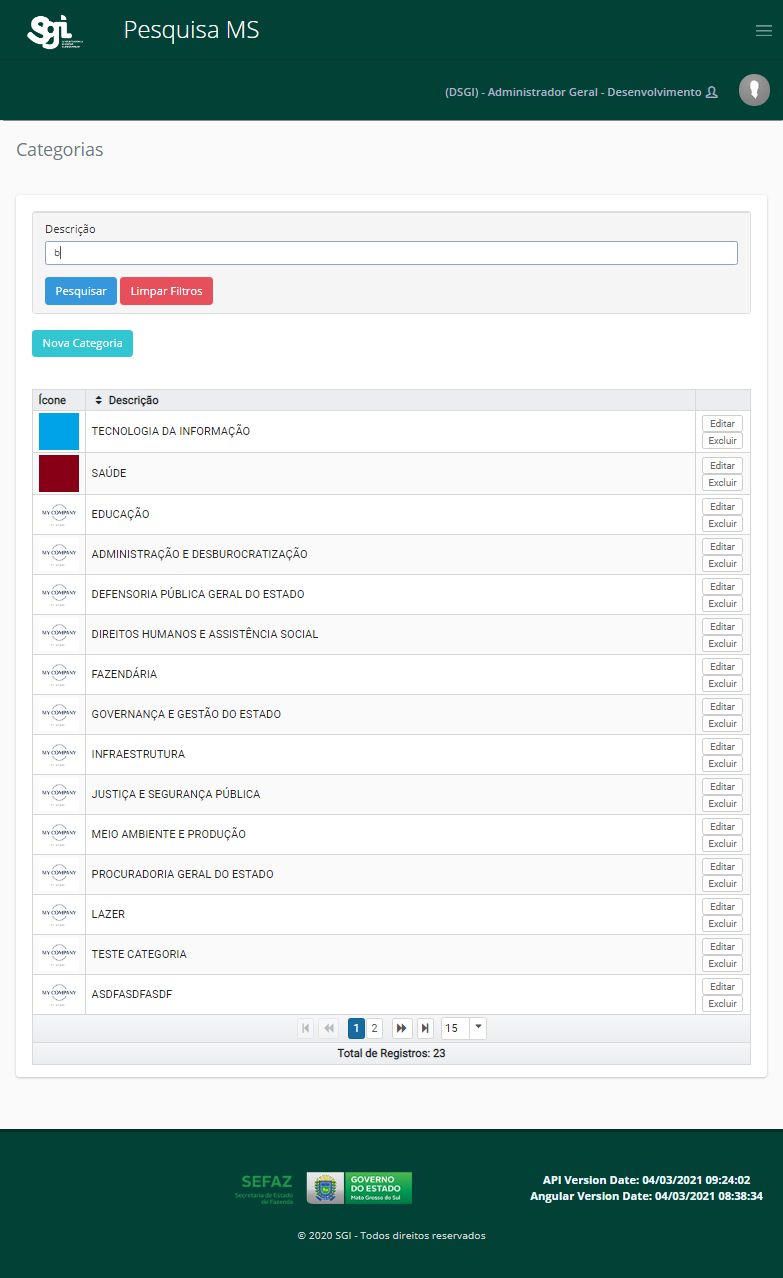 Sgi
Pesquisa MS
(DSGI) - Administrador Geral - Desenvolvimento
Categorias
Descrição
b
Pesquisar Limpar Filtros
Nova Categoria
Ícone Descrição
TECNOLOGIA DA INFORMAÇÃO Editar
Excluir
SAÚDE Editar
Excluir
MY COMPANY EDUCAÇÃO Editar
Excluir
MY COMPANY ADMINISTRAÇÃO E DESBUROCRATIZAÇÃO Editar
Excluir
MY COMPANY DEFENSORIA PÚBLICA GERAL DO ESTADO Editar
Excluir
MY COMPANY DIREITOS HUMANOS E ASSISTÊNCIA SOCIAL Editar
Excluir
MY COMPANY FAZENDÁRIA Editar
Excluir
MY COMPANY GOVERNANÇA E GESTÃO DO ESTADO Editar
Excluir
MY COMPANY INFRAESTRUTURA Editar
Excluir
MY COMPANY JUSTIÇA E SEGURANÇA PÚBLICA Editar
Excluir
MY COMPANY MEIO AMBIENTE E PRODUÇÃO Editar
Excluir
MY COMPANY PROCURADORIA GERAL DO ESTADO Editar
Excluir
MY COMPANY LAZER Editar
Excluir
MY COMPANY TESTE CATEGORIA Editar
Excluir
MY COMPANY ASDFASDFASDF Editar
Excluir
1 2 15
Total de Registros: 23
SEFAZ
Secretaria de Estado
de Fazenda
GOVERNO
DO ESTADO
Mato Grosso do Sul
API Version Date: 04/03/2021 09:24:02
Angular Version Date: 04/03/2021 08:38:34
© 2020 SGI - Todos direitos reservados